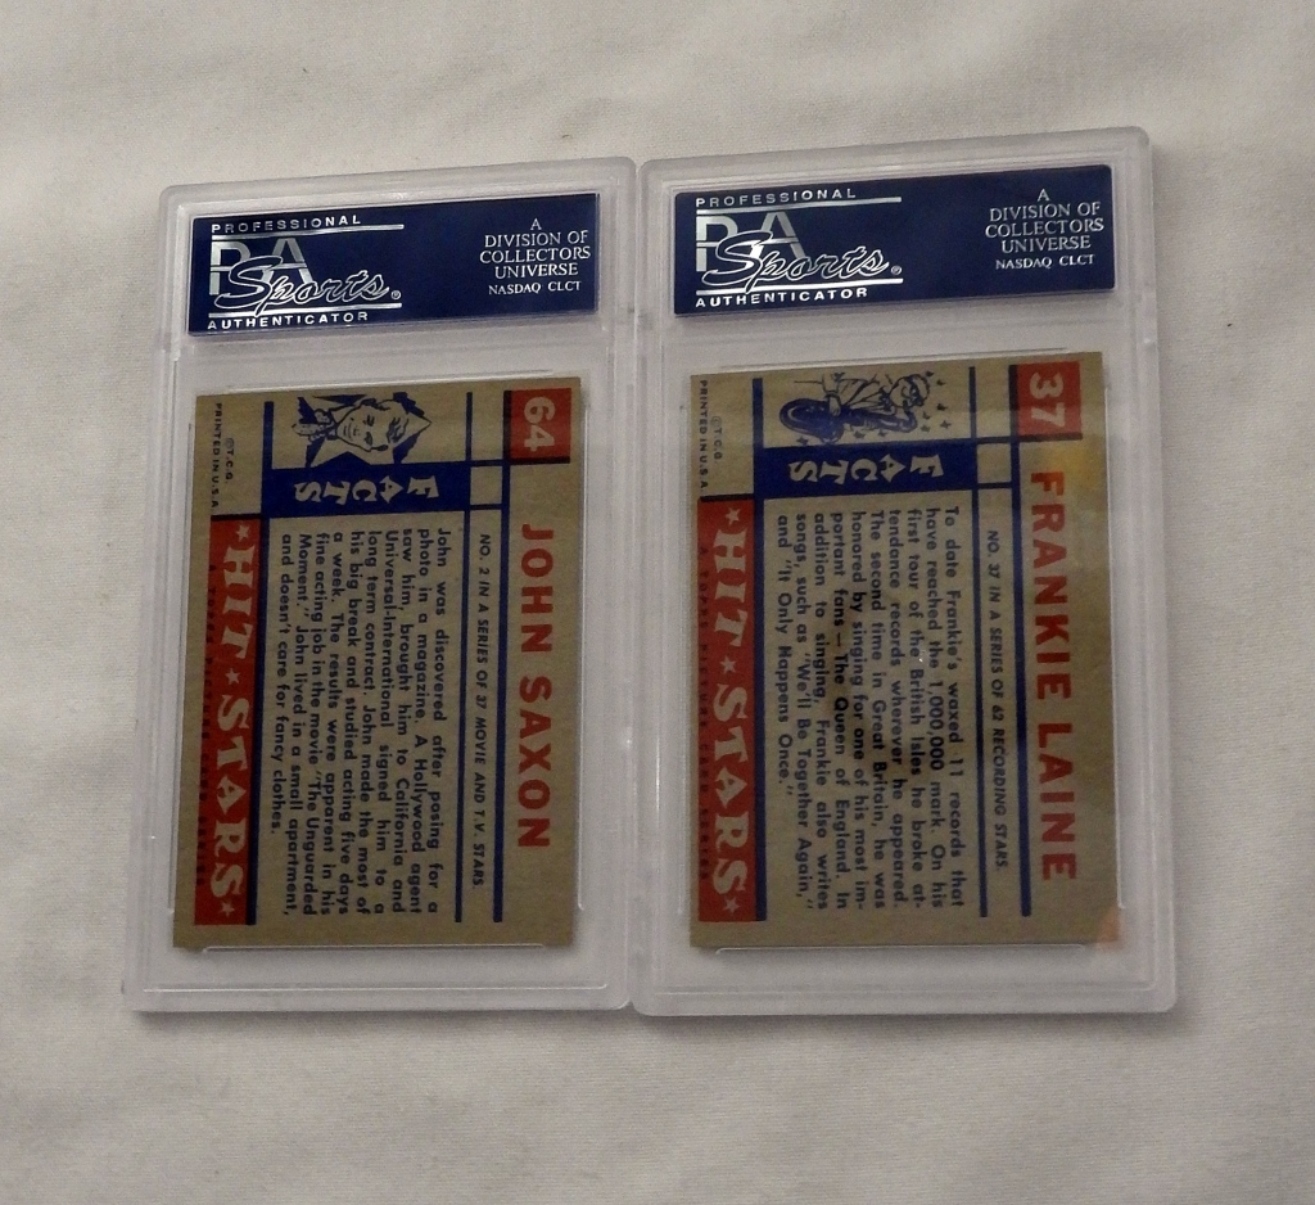 PROFESSIONAL
PSA
Sports®
AUTHENTICATOR
A
DIVISION OF
COLLECTORS
UNIVERSE
NASDAQ CLCT
64
JOHN SAXON
NO. 2 IN A SERIES OF 37 MOVIE AND T.V. STARS
FACTS
John was discovered after posing for a
photo in a magazine. A Hollywood agent
saw him, brought him to California and
Universal-International signed him to a
long term contract. John made the most of
his big break and studied acting five days
a week. The results were apparent in his
fine acting job in the movie "The Unguarded
Moment." John lived in a small apartment,
and doesn't care for fancy clothes.
©T.C.G.
PRINTED IN U.S.A.
★HIT★STARS★
A TOPPS PICTURE CARD SERIES
PROFESSIONAL
PSA
Sports®
AUTHENTICATOR
A
DIVISION OF
COLLECTORS
UNIVERSE
NASDAQ CLCT
37
FRANKIE LAINE
NO. 37 IN A SERIES OF 62 RECORDING STARS.
FACTS
To date Frankie's waxed 11 records that
have reached the 1,000,000 mark. On his
first tour of the British Isles he broke at-
tendance records wherever he appeared.
The second time in Great Britain, he was
honored by singing for one of his most im-
portant fans — The Queen of England. In
addition to singing, Frankie also writes
songs, such as "We'll Be Together Again,"
and "It Only Happens Once."
©T.C.G.
PRINTED IN U.S.A.
★HIT★STARS★
A TOPPS PICTURE CARD SERIES